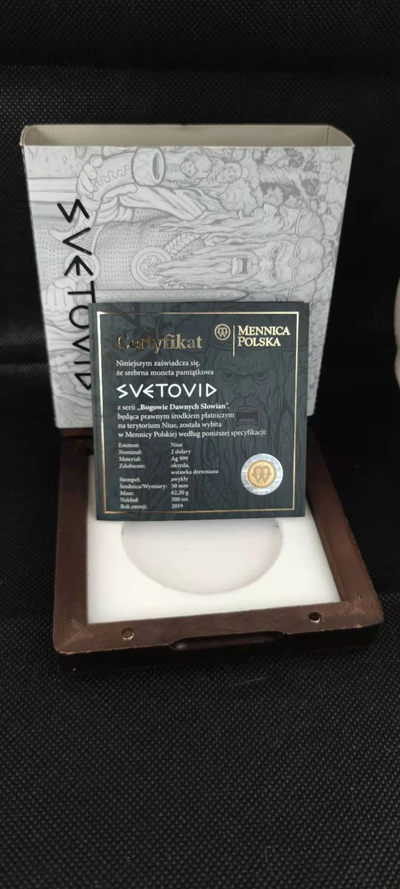 SVETOVID
Certyfikat
MENNICA
POLSKA
Niniejszym zaświadcza się,
że srebrna moneta pamiątkowa
SVETOVID
z serii „Bogowie Dawnych Słowian”,
będąca prawnym środkiem płatniczym
na terytorium Niue, została wybita
w Mennicy Polskiej według poniższej specyfikacji:
Emitent: Niue
Nominał: 2 dolary
Materiał: Ag 999
Zdobienie: oksyda,
wstawka drewniana
Stempel: zwykły
Średnica/Wymiary: 50 mm
Masa: 62,20 g
Nakład: 500 szt.
Rok emisji: 2019